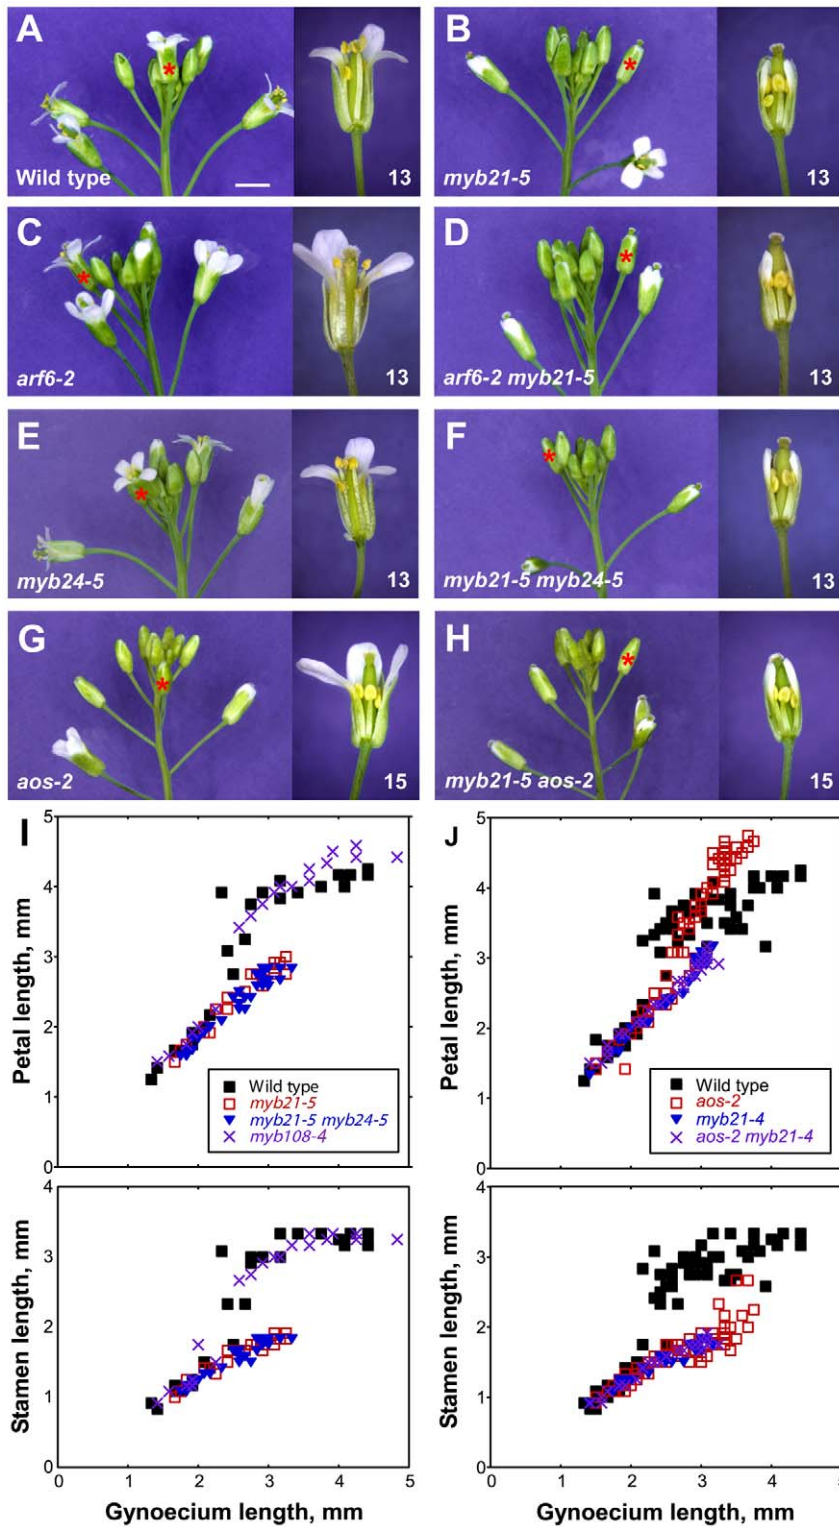 A
Wild type
13
B
myb21-5
13
C
arf6-2
13
D
arf6-2 myb21-5
13
E
myb24-5
13
F
myb21-5 myb24-5
13
G
aos-2
15
H
myb21-5 aos-2
15
I
Petal length, mm
5
4
3
2
1
0
Wild type
myb21-5
myb21-5 myb24-5
myb108-4
J
Petal length, mm
5
4
3
2
1
0
Wild type
aos-2
myb21-4
aos-2 myb21-4
Stamen length, mm
4
3
2
1
0
0 1 2 3 4 5
Gynoecium length, mm
Stamen length, mm
4
3
2
1
0
0 1 2 3 4 5
Gynoecium length, mm